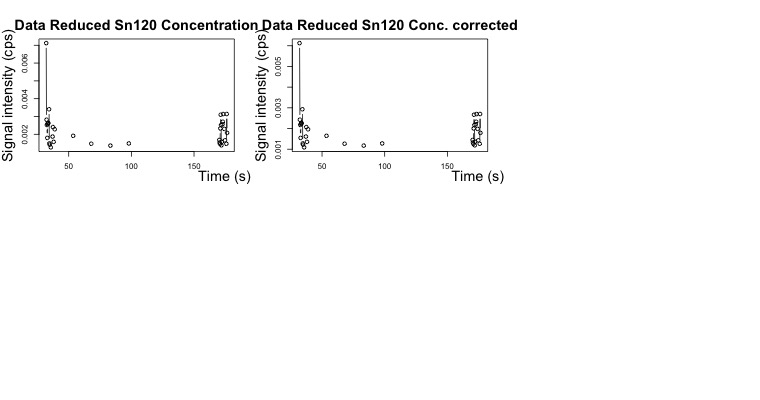 Data Reduced Sn120 Concentration
Signal intensity (cps)
0.002
0.004
0.006
50
100
150
Time (s)
Data Reduced Sn120 Conc. corrected
Signal intensity (cps)
0.001
0.003
0.005
50
100
150
Time (s)